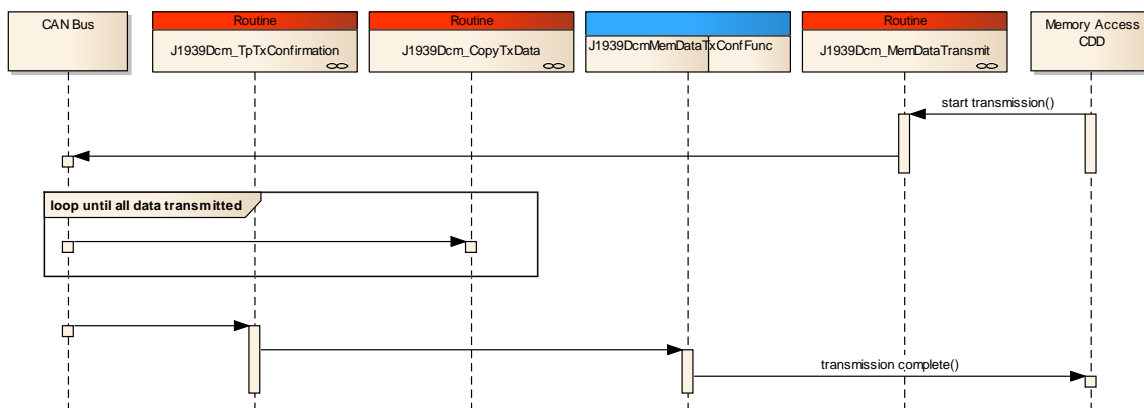 CAN Bus
Routine
J1939Dcm_TpTxConfirmation
Routine
J1939Dcm_CopyTxData
J1939DcmMemDataTxConfFunc
Routine
J1939Dcm_MemDataTransmit
Memory Access
CDD
start transmission()
loop until all data transmitted
transmission complete()